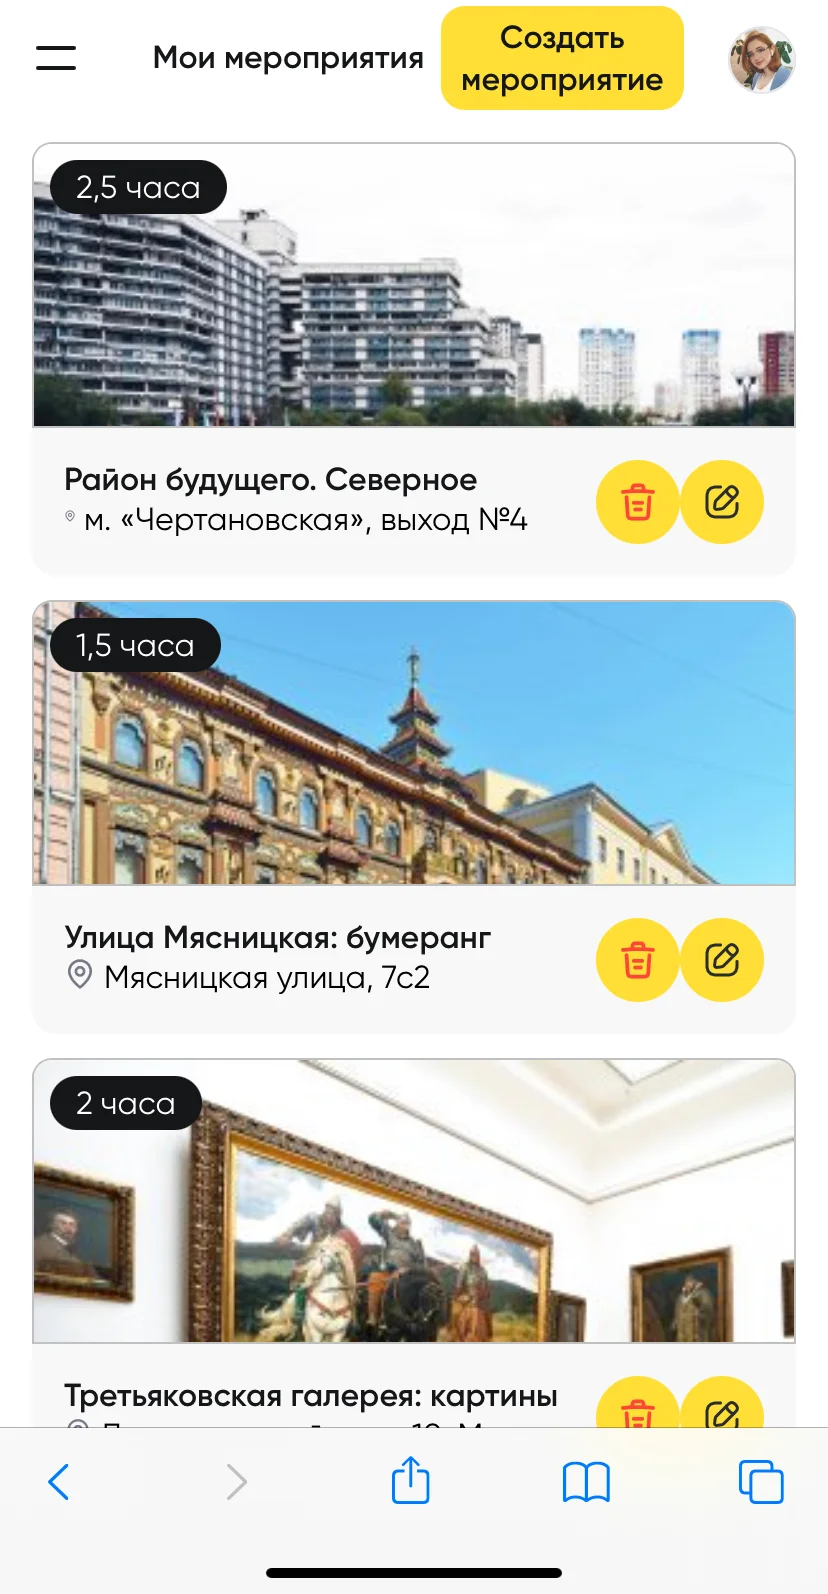 Мои мероприятия
Создать
мероприятие
2,5 часа
Район будущего. Северное
м. «Чертановская», выход №4
1,5 часа
Улица Мясницкая: бумеранг
Мясницкая улица, 7с2
2 часа
Третьяковская галерея: картины